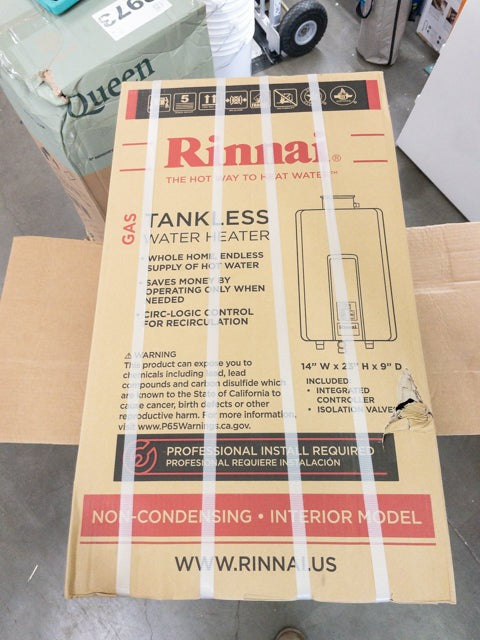 0973
Queen
5
Rinnai®
THE HOT WAY TO HEAT WATER™
GAS
TANKLESS
WATER HEATER
• WHOLE HOME, ENDLESS
SUPPLY OF HOT WATER
• SAVES MONEY BY
OPERATING ONLY WHEN
NEEDED
• CIRC-LOGIC CONTROL
FOR RECIRCULATION
Rinnai
⚠WARNING
This product can expose you to
chemicals including lead, lead
compounds and carbon disulfide which
are known to the State of California to
cause cancer, birth defects or other
reproductive harm. For more information,
visit www.P65Warnings.ca.gov.
14" W x 23" H x 9" D
INCLUDED
• INTEGRATED
CONTROLLER
• ISOLATION VALVES
PROFESSIONAL INSTALL REQUIRED
PROFESIONAL REQUIERE INSTALACIÓN
NON-CONDENSING • INTERIOR MODEL
WWW.RINNAI.US